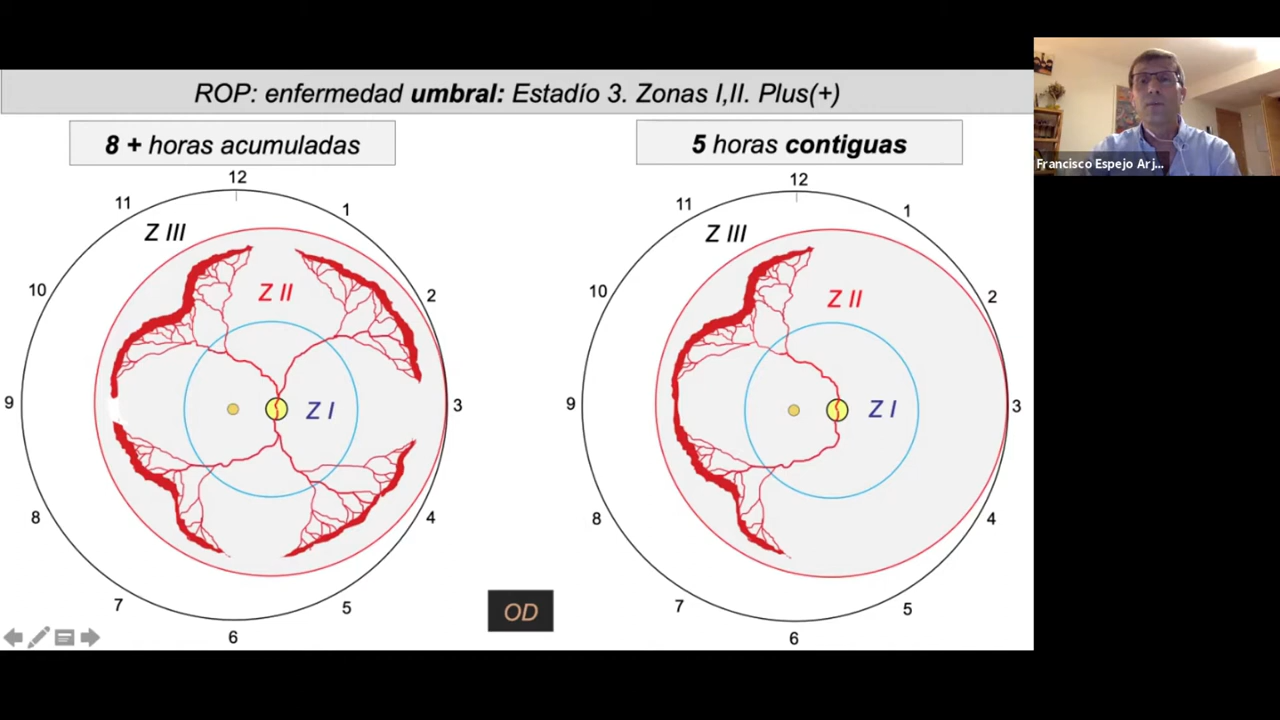 ROP: enfermedad umbral: Estadío 3. Zonas I,II. Plus(+)
8 + horas acumuladas
12
11
1
Z III
10
2
Z II
9
Z I
3
8
4
7
5
6
5 horas contiguas
12
11
1
Z III
10
2
Z II
9
Z I
3
8
4
7
5
6
OD
Francisco Espejo Arj...